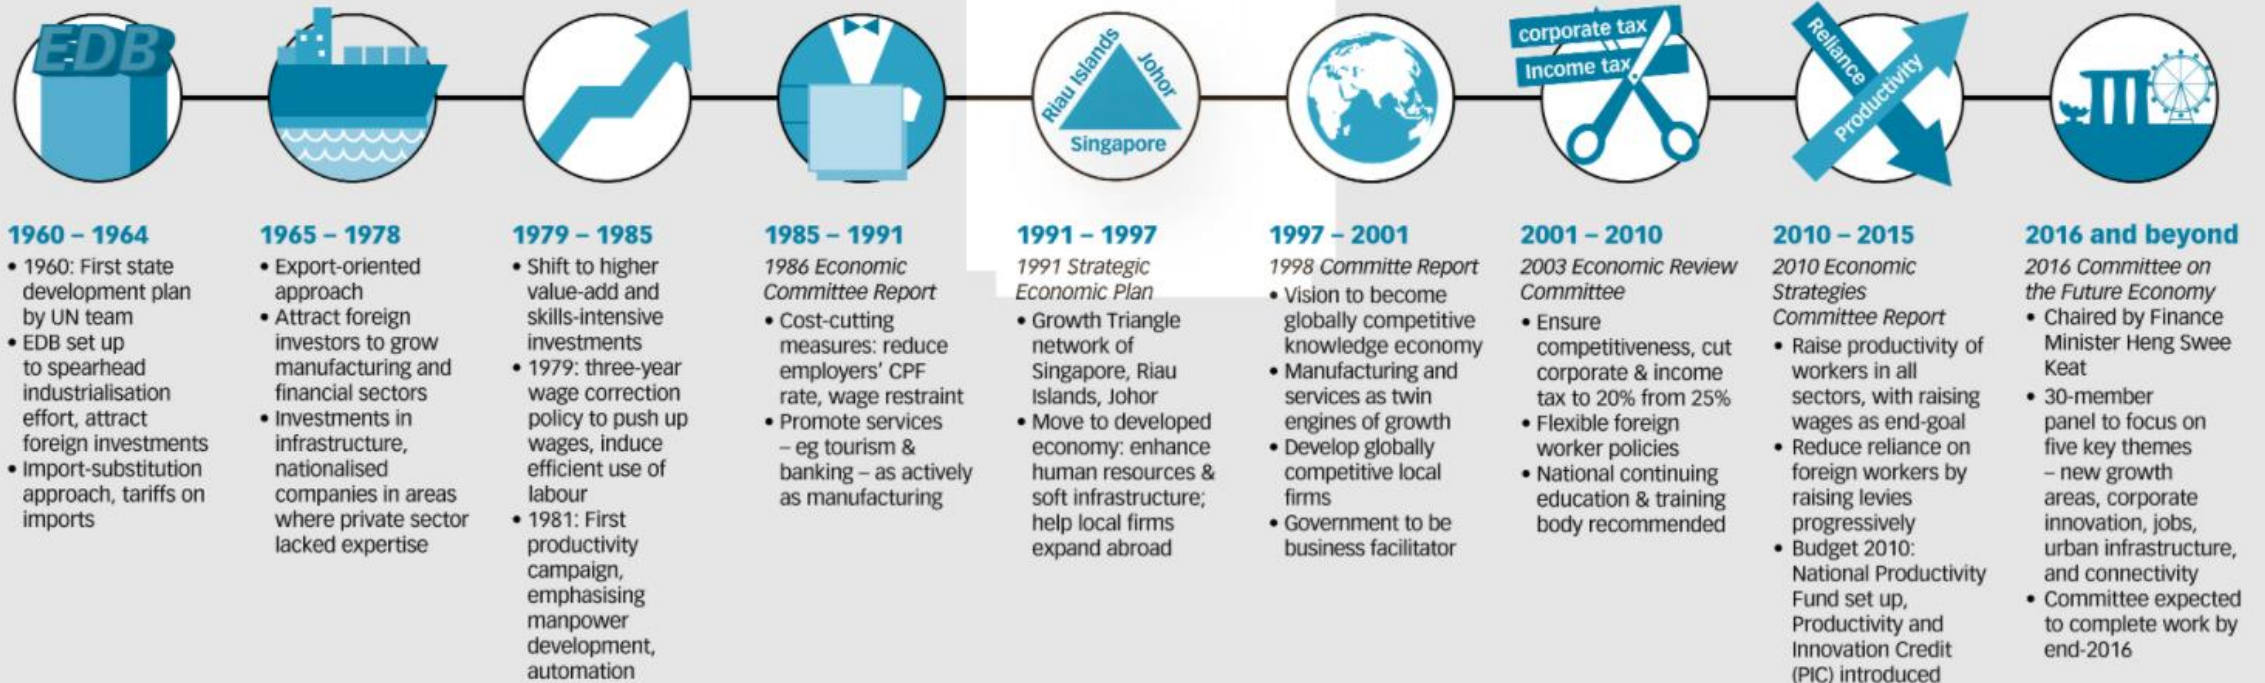 EDB
Riau Islands
Johor
Singapore
corporate tax
Income tax
Reliance
Productivity
1960 – 1964
• 1960: First state
development plan
by UN team
• EDB set up
to spearhead
industrialisation
effort, attract
foreign investments
• Import-substitution
approach, tariffs on
imports
1965 – 1978
• Export-oriented
approach
• Attract foreign
investors to grow
manufacturing and
financial sectors
• Investments in
infrastructure,
nationalised
companies in areas
where private sector
lacked expertise
1979 – 1985
• Shift to higher
value-add and
skills-intensive
investments
• 1979: three-year
wage correction
policy to push up
wages, induce
efficient use of
labour
• 1981: First
productivity
campaign,
emphasising
manpower
development,
automation
1985 – 1991
1986 Economic
Committee Report
• Cost-cutting
measures: reduce
employers' CPF
rate, wage restraint
• Promote services
– eg tourism &
banking – as actively
as manufacturing
1991 – 1997
1991 Strategic
Economic Plan
• Growth Triangle
network of
Singapore, Riau
Islands, Johor
• Move to developed
economy: enhance
human resources &
soft infrastructure;
help local firms
expand abroad
1997 – 2001
1998 Committe Report
• Vision to become
globally competitive
knowledge economy
• Manufacturing and
services as twin
engines of growth
• Develop globally
competitive local
firms
• Government to be
business facilitator
2001 – 2010
2003 Economic Review
Committee
• Ensure
competitiveness, cut
corporate & income
tax to 20% from 25%
• Flexible foreign
worker policies
• National continuing
education & training
body recommended
2010 – 2015
2010 Economic
Strategies
Committee Report
• Raise productivity of
workers in all
sectors, with raising
wages as end-goal
• Reduce reliance on
foreign workers by
raising levies
progressively
• Budget 2010:
National Productivity
Fund set up,
Productivity and
Innovation Credit
(PIC) introduced
2016 and beyond
2016 Committee on
the Future Economy
• Chaired by Finance
Minister Heng Swee
Keat
• 30-member
panel to focus on
five key themes
– new growth
areas, corporate
innovation, jobs,
urban infrastructure,
and connectivity
• Committee expected
to complete work by
end-2016